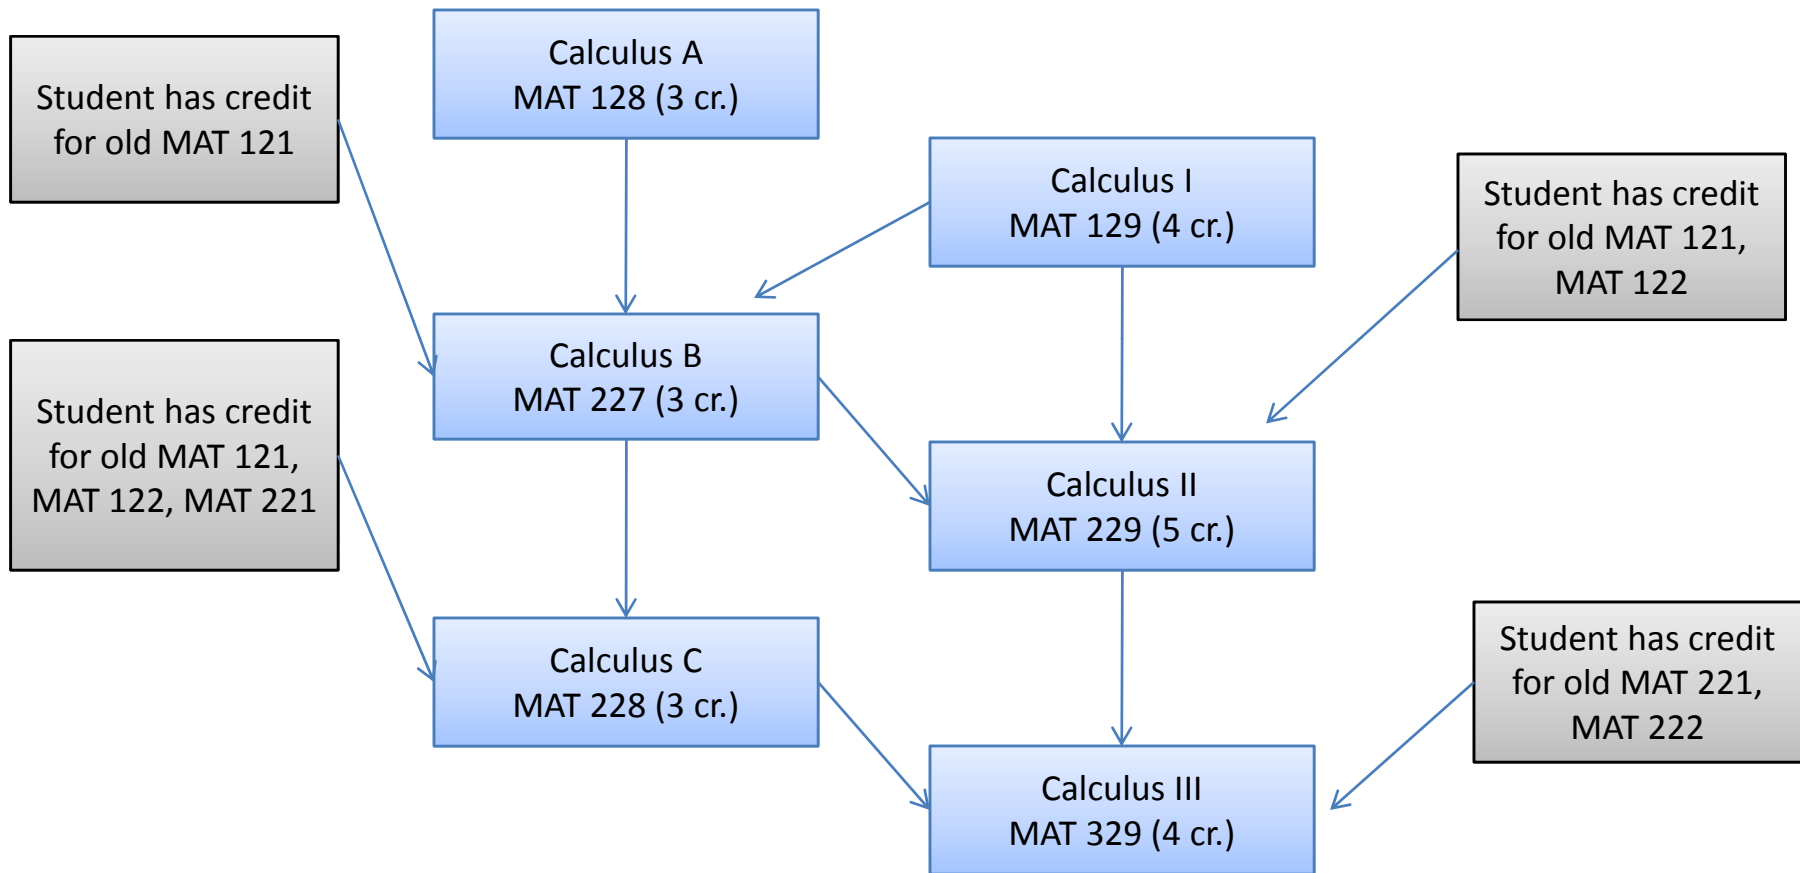 Calculus A
MAT 128 (3 cr.)
Student has credit
for old MAT 121
Calculus I
MAT 129 (4 cr.)
Student has credit
for old MAT 121,
MAT 122
Calculus B
MAT 227 (3 cr.)
Student has credit
for old MAT 121,
MAT 122, MAT 221
Calculus II
MAT 229 (5 cr.)
Calculus C
MAT 228 (3 cr.)
Student has credit
for old MAT 221,
MAT 222
Calculus III
MAT 329 (4 cr.)